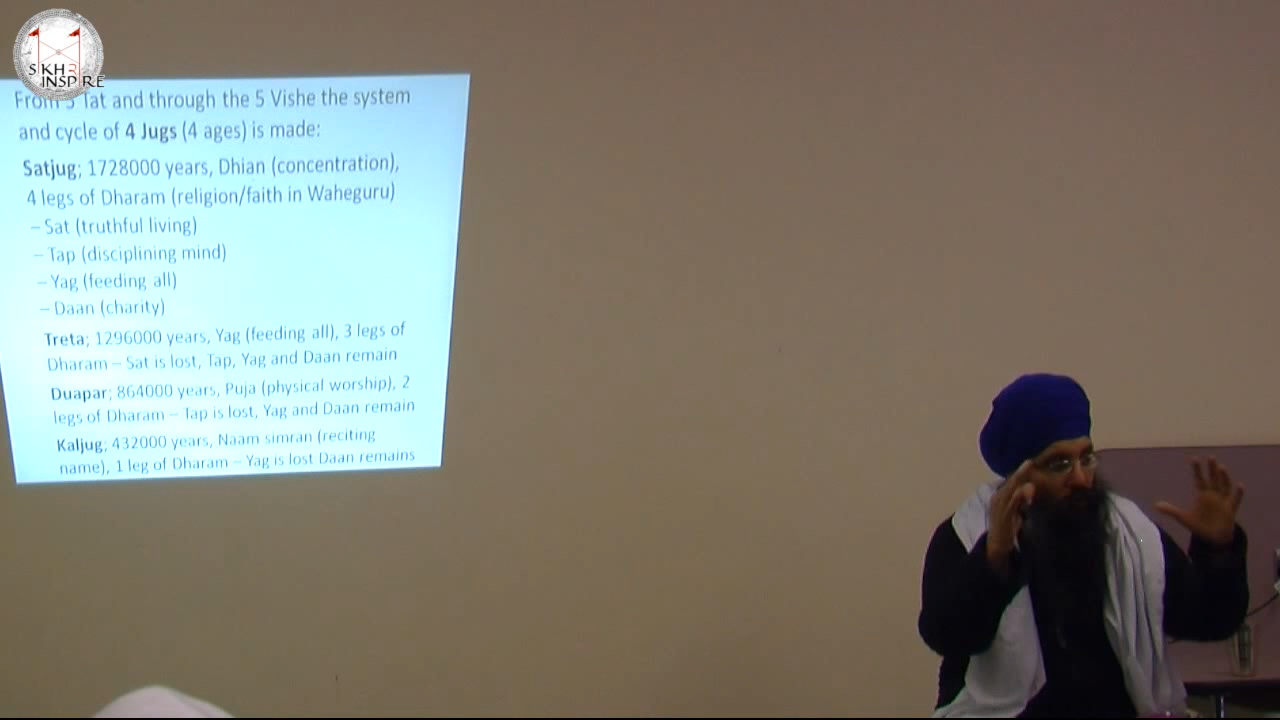 SIKH 2
INSPIRE
From 5 Tat and through the 5 Vishe the system
and cycle of 4 Jugs (4 ages) is made:
Satjug; 1728000 years, Dhian (concentration),
4 legs of Dharam (religion/faith in Waheguru)
– Sat (truthful living)
– Tap (disciplining mind)
– Yag (feeding all)
– Daan (charity)
Treta; 1296000 years, Yag (feeding all), 3 legs of
Dharam – Sat is lost, Tap, Yag and Daan remain
Duapar; 864000 years, Puja (physical worship), 2
legs of Dharam – Tap is lost, Yag and Daan remain
Kaljug; 432000 years, Naam simran (reciting
name), 1 leg of Dharam – Yag is lost Daan remains